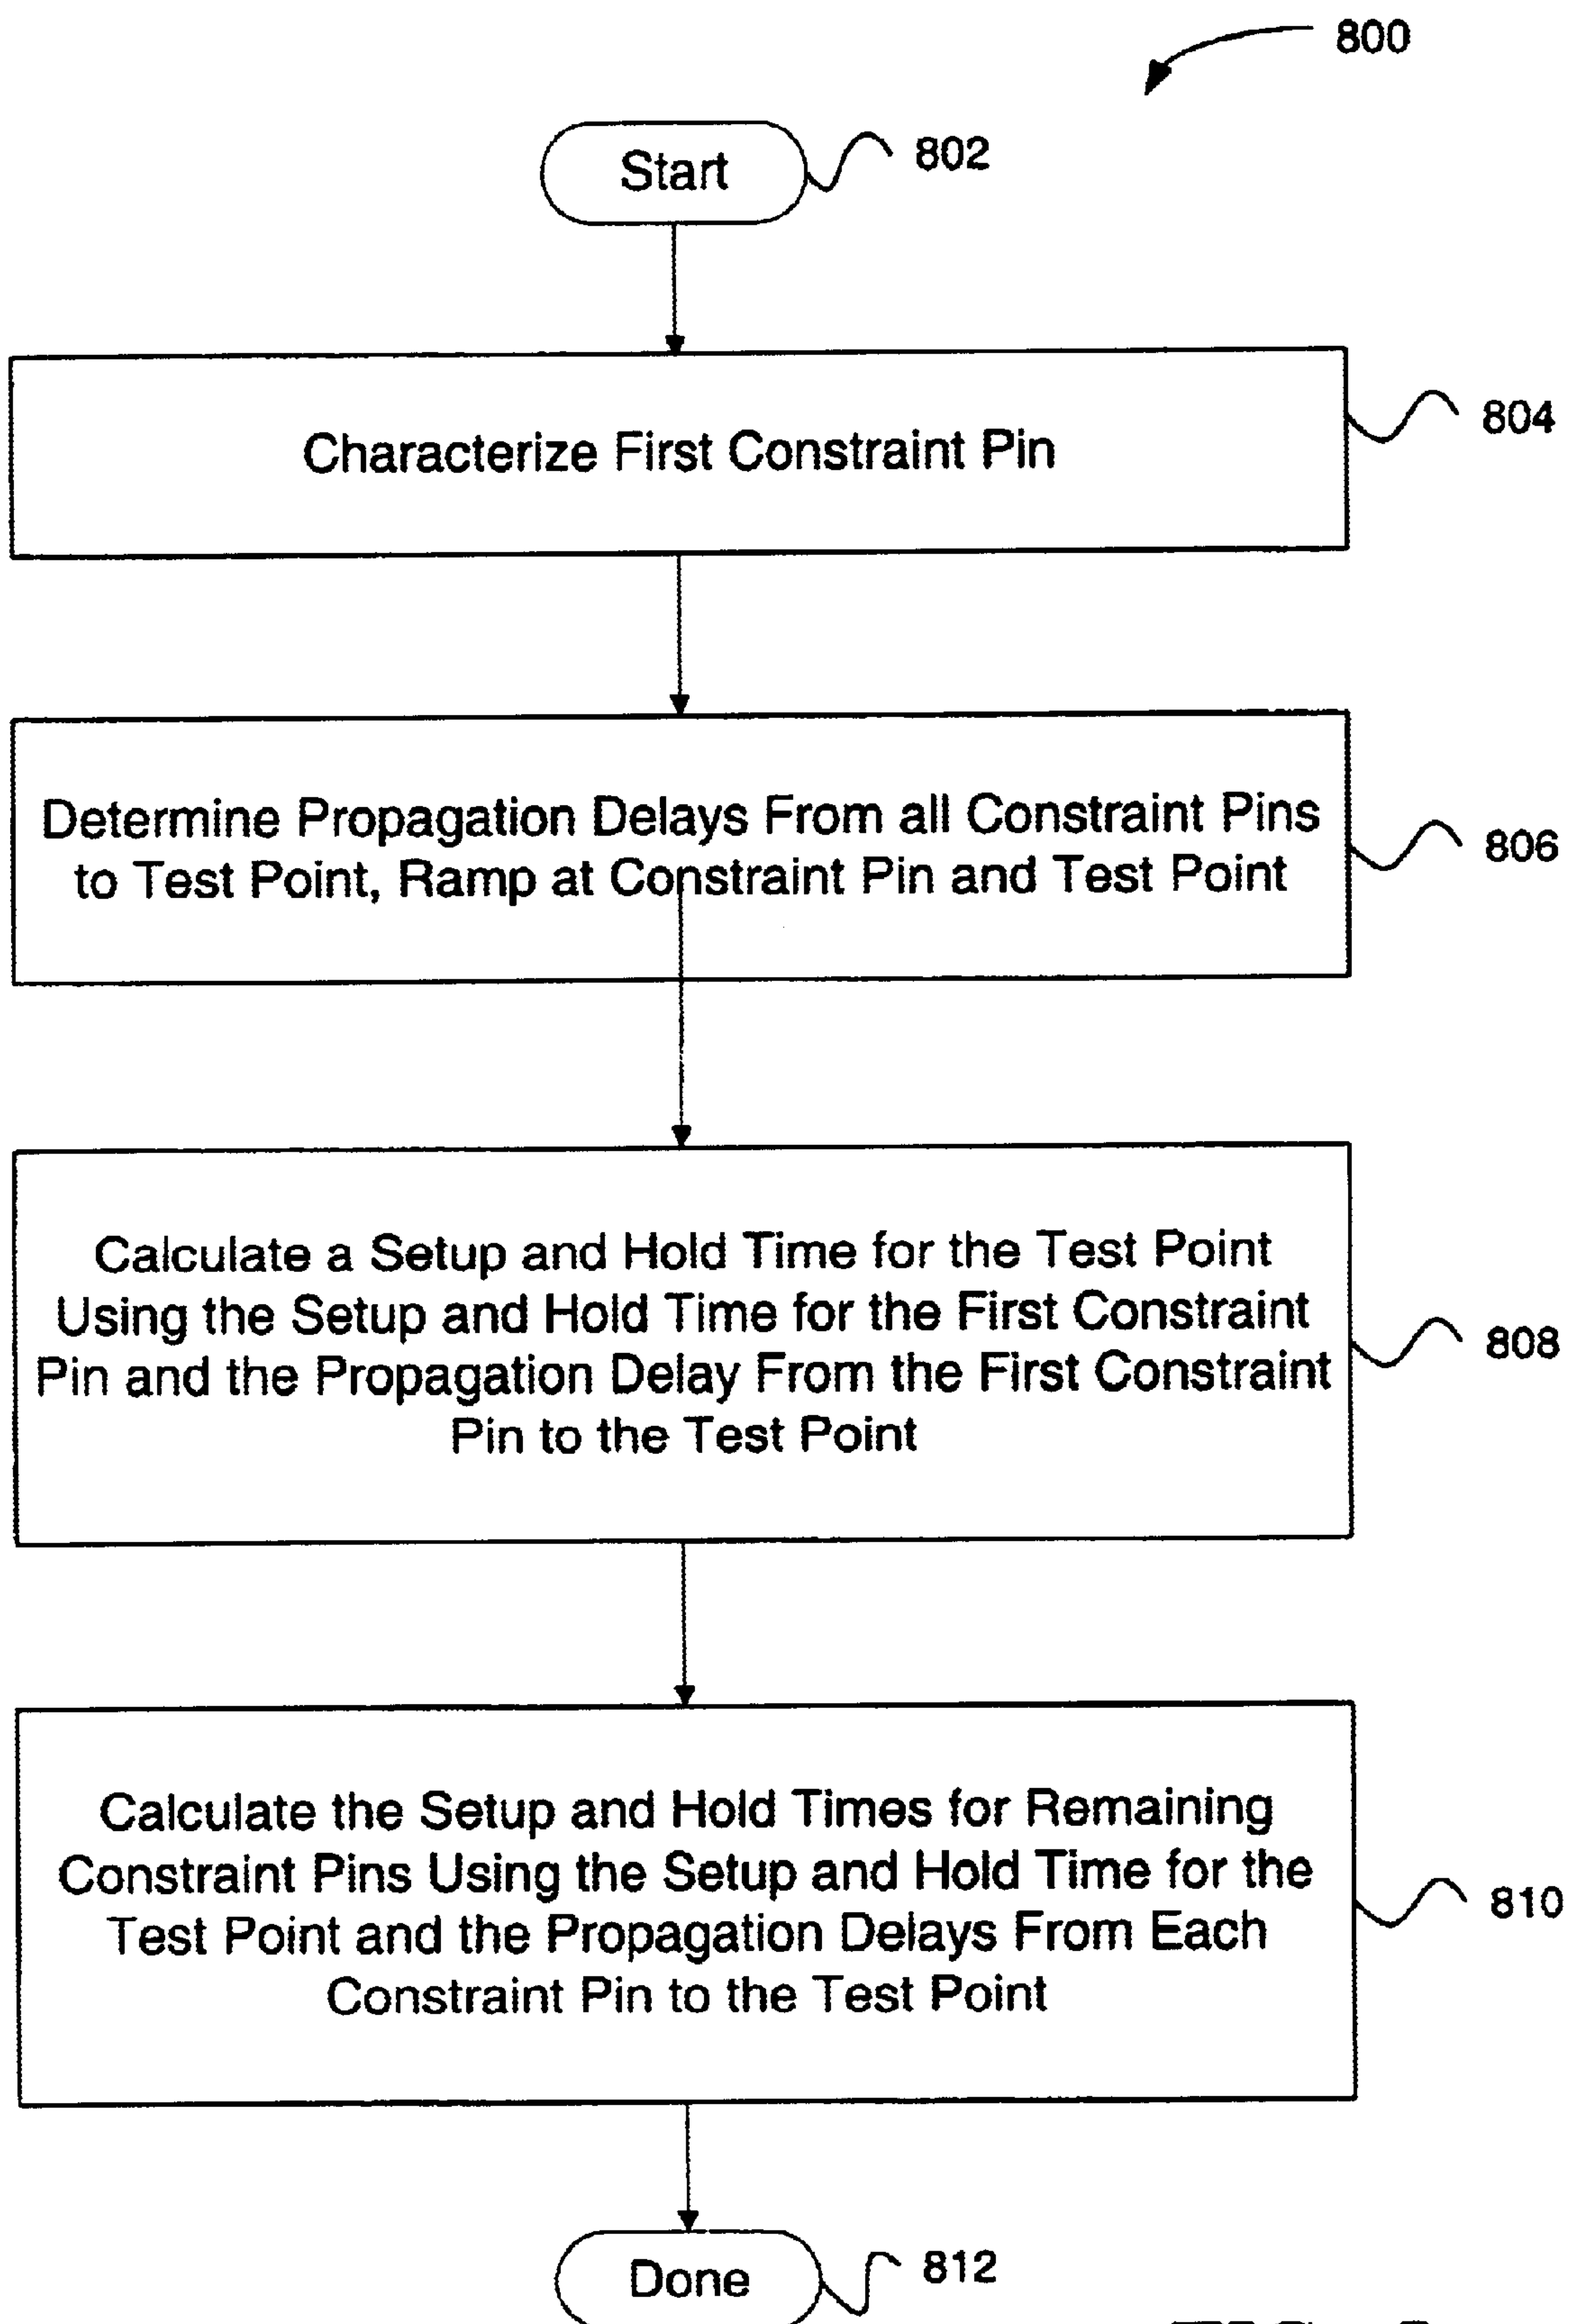 800
Start
802
Characterize First Constraint Pin
804
Determine Propagation Delays From all Constraint Pins
to Test Point, Ramp at Constraint Pin and Test Point
806
Calculate a Setup and Hold Time for the Test Point
Using the Setup and Hold Time for the First Constraint
Pin and the Propagation Delay From the First Constraint
Pin to the Test Point
808
Calculate the Setup and Hold Times for Remaining
Constraint Pins Using the Setup and Hold Time for the
Test Point and the Propagation Delays From Each
Constraint Pin to the Test Point
810
Done
812